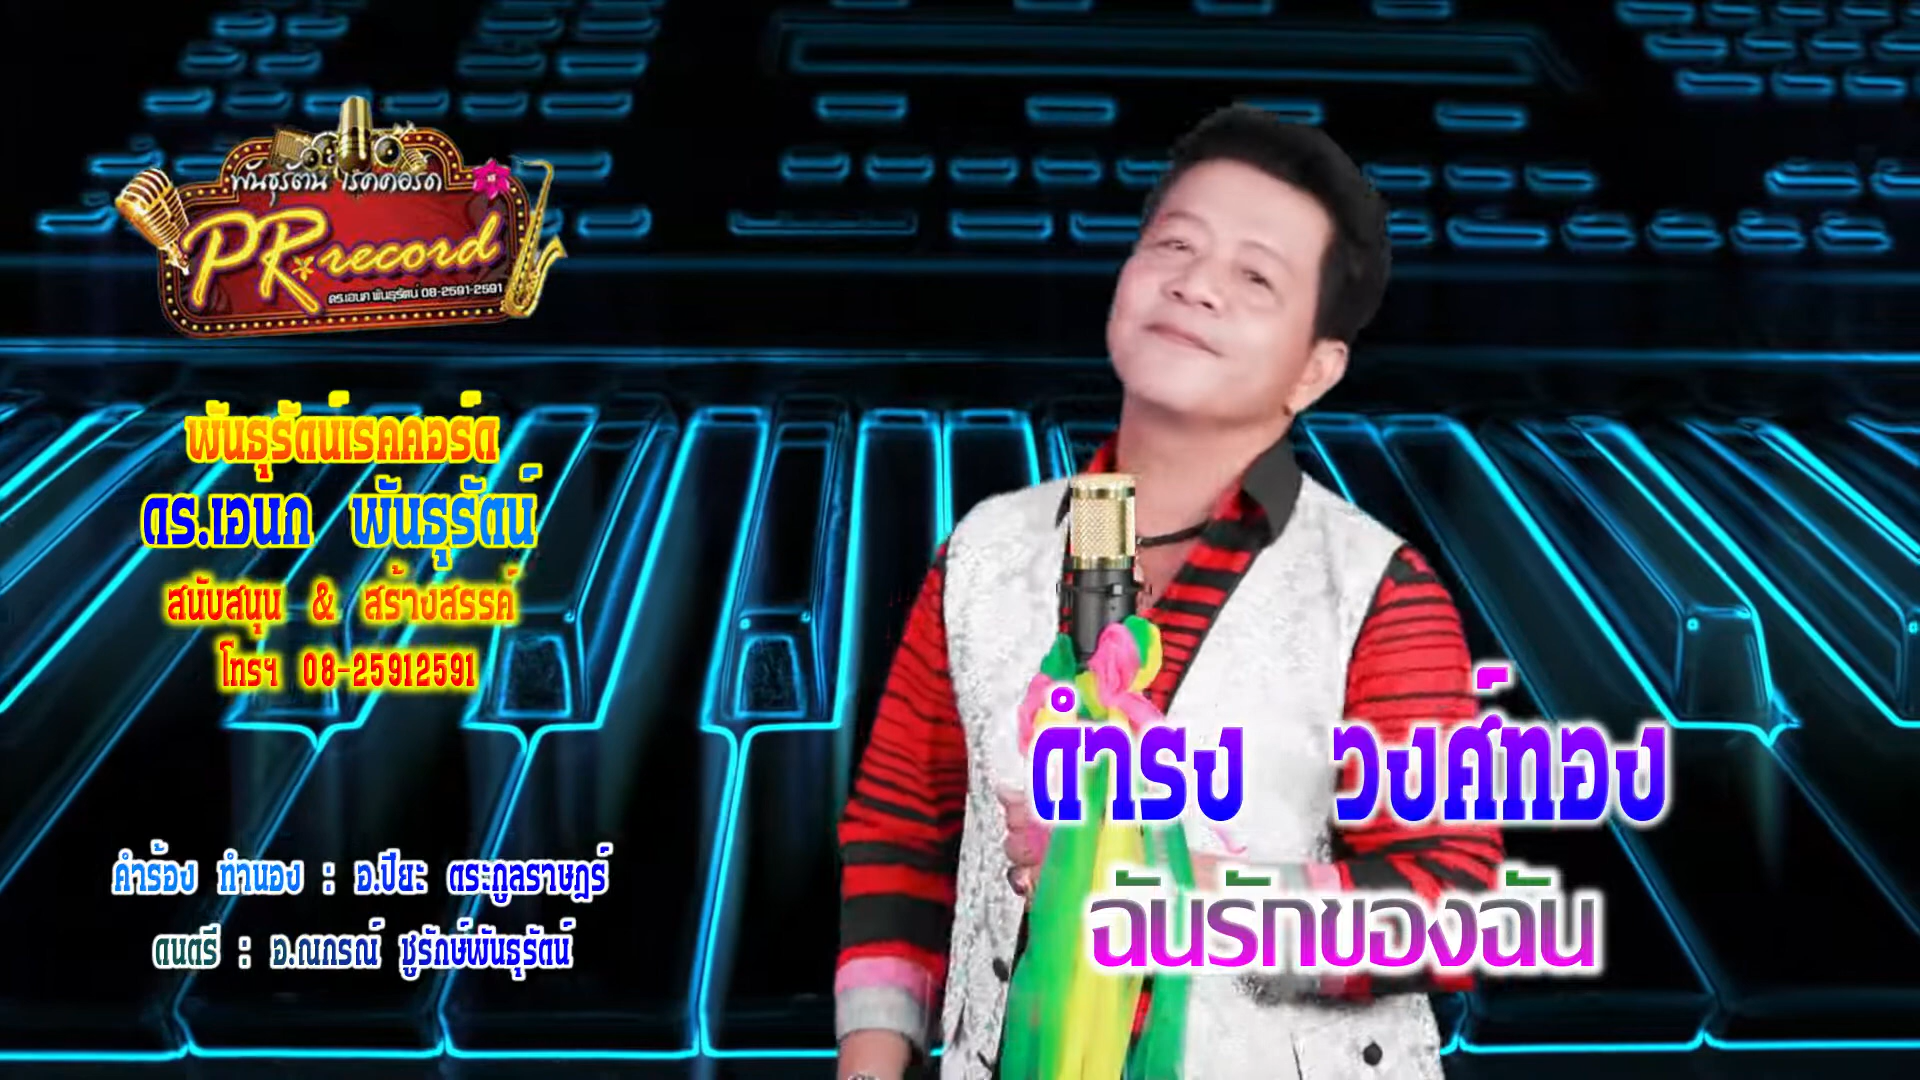 พันธุรัตน์ เรคคอร์ด
PR record
ดร.เอนก พันธุรัตน์ 08-2591-2591
พันธุรัตน์เรคคอร์ด
ดร.เอนก พันธุรัตน์
สนับสนุน & สร้างสรรค์
โทรฯ 08-25912591
ดำรง วงศ์ทอง
ฉันรักของฉัน
คำร้อง ทำนอง : อ.ปิยะ ตระกูลราษฎร์
ดนตรี : อ.ณกรณ์ ชูรักษ์พันธุรัตน์